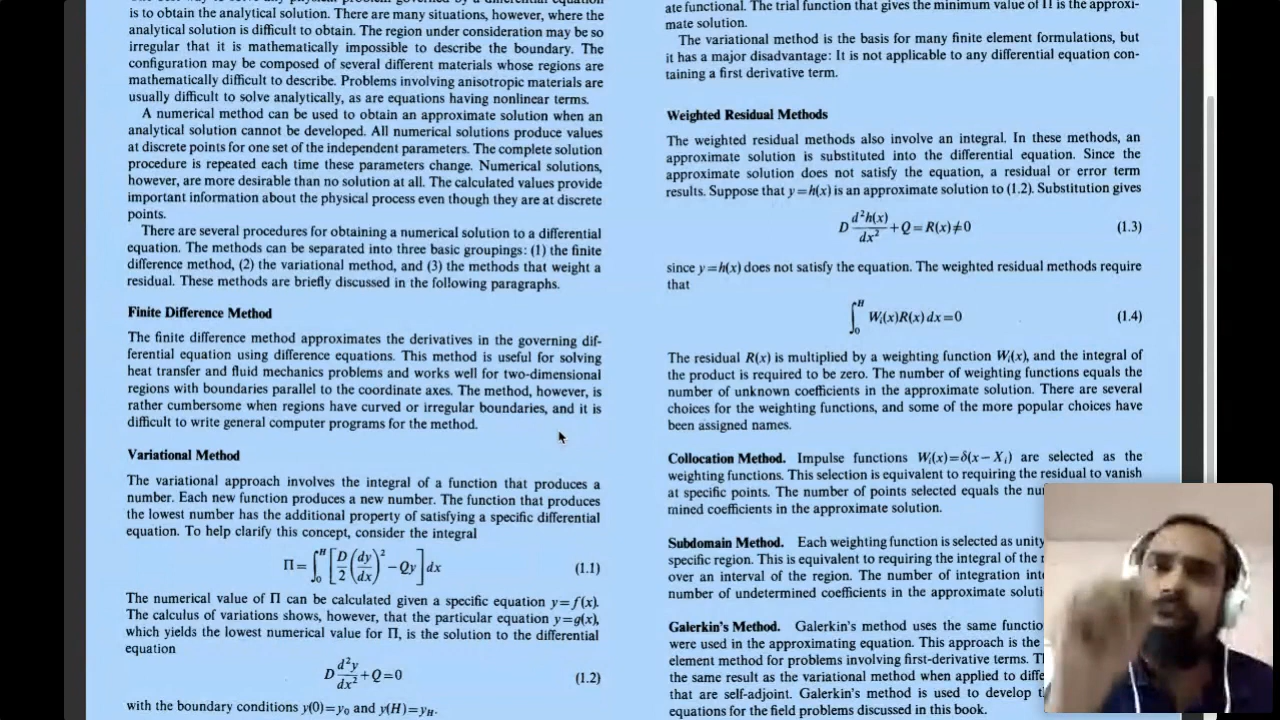 is to obtain the analytical solution. There are many situations, however, where the
analytical solution is difficult to obtain. The region under consideration may be so
irregular that it is mathematically impossible to describe the boundary. The
configuration may be composed of several different materials whose regions are
mathematically difficult to describe. Problems involving anisotropic materials are
usually difficult to solve analytically, as are equations having nonlinear terms.
A numerical method can be used to obtain an approximate solution when an
analytical solution cannot be developed. All numerical solutions produce values
at discrete points for one set of the independent parameters. The complete solution
procedure is repeated each time these parameters change. Numerical solutions,
however, are more desirable than no solution at all. The calculated values provide
important information about the physical process even though they are at discrete
points.
There are several procedures for obtaining a numerical solution to a differential
equation. The methods can be separated into three basic groupings: (1) the finite
difference method, (2) the variational method, and (3) the methods that weight a
residual. These methods are briefly discussed in the following paragraphs.
Finite Difference Method
The finite difference method approximates the derivatives in the governing dif-
ferential equation using difference equations. This method is useful for solving
heat transfer and fluid mechanics problems and works well for two-dimensional
regions with boundaries parallel to the coordinate axes. The method, however, is
rather cumbersome when regions have curved or irregular boundaries, and it is
difficult to write general computer programs for the method.
Variational Method
The variational approach involves the integral of a function that produces a
number. Each new function produces a new number. The function that produces
the lowest number has the additional property of satisfying a specific differential
equation. To help clarify this concept, consider the integral
Π=∫₀ᴴ[D/2(dy/dx)²−Qy]dx (1.1)
The numerical value of Π can be calculated given a specific equation y=f(x).
The calculus of variations shows, however, that the particular equation y=g(x),
which yields the lowest numerical value for Π, is the solution to the differential
equation
D d²y/dx²+Q=0 (1.2)
with the boundary conditions y(0)=y₀ and y(H)=y_H.
ate functional. The trial function that gives the minimum value of Π is the approxi-
mate solution.
The variational method is the basis for many finite element formulations, but
it has a major disadvantage: It is not applicable to any differential equation con-
taining a first derivative term.
Weighted Residual Methods
The weighted residual methods also involve an integral. In these methods, an
approximate solution is substituted into the differential equation. Since the
approximate solution does not satisfy the equation, a residual or error term
results. Suppose that y=h(x) is an approximate solution to (1.2). Substitution gives
D d²h(x)/dx²+Q=R(x)≠0 (1.3)
since y=h(x) does not satisfy the equation. The weighted residual methods require
that
∫₀ᴴ Wᵢ(x)R(x)dx=0 (1.4)
The residual R(x) is multiplied by a weighting function Wᵢ(x), and the integral of
the product is required to be zero. The number of weighting functions equals the
number of unknown coefficients in the approximate solution. There are several
choices for the weighting functions, and some of the more popular choices have
been assigned names.
Collocation Method. Impulse functions Wᵢ(x)=δ(x−Xᵢ) are selected as the
weighting functions. This selection is equivalent to requiring the residual to vanish
at specific points. The number of points selected equals the
mined coefficients in the approximate solution.
Subdomain Method. Each weighting function is selected as unity
specific region. This is equivalent to requiring the integral of the
over an interval of the region. The number of integration
number of undetermined coefficients in the approximate
Galerkin's Method. Galerkin's method uses the same
were used in the approximating equation. This approach is the
element method for problems involving first-derivative terms.
the same result as the variational method when applied to
that are self-adjoint. Galerkin's method is used to develop
equations for the field problems discussed in this book.